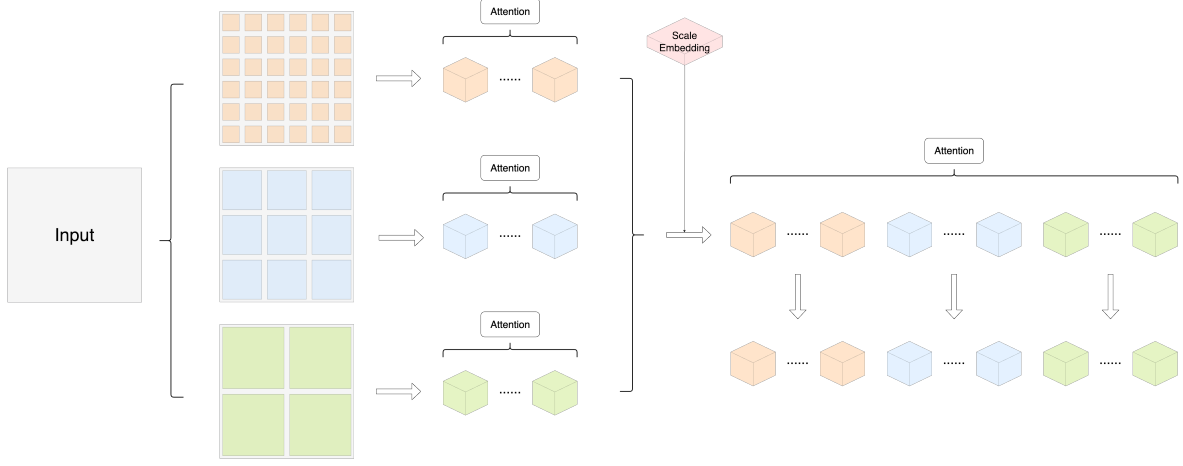 Attention
Scale
Embedding
Input
Attention
Attention
Attention